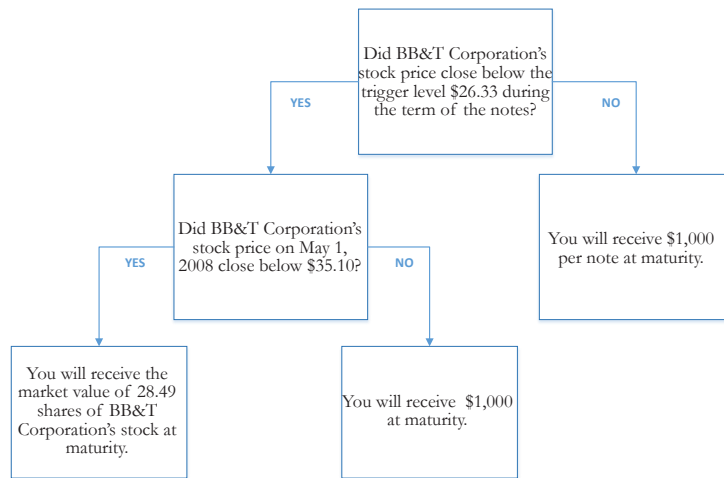 Did BB&T Corporation's
stock price close below the
trigger level $26.33 during
the term of the notes?
YES
NO
Did BB&T Corporation's
stock price on May 1,
2008 close below $35.10?
You will receive $1,000
per note at maturity.
YES
NO
You will receive the
market value of 28.49
shares of BB&T
Corporation's stock at
maturity.
You will receive $1,000
at maturity.